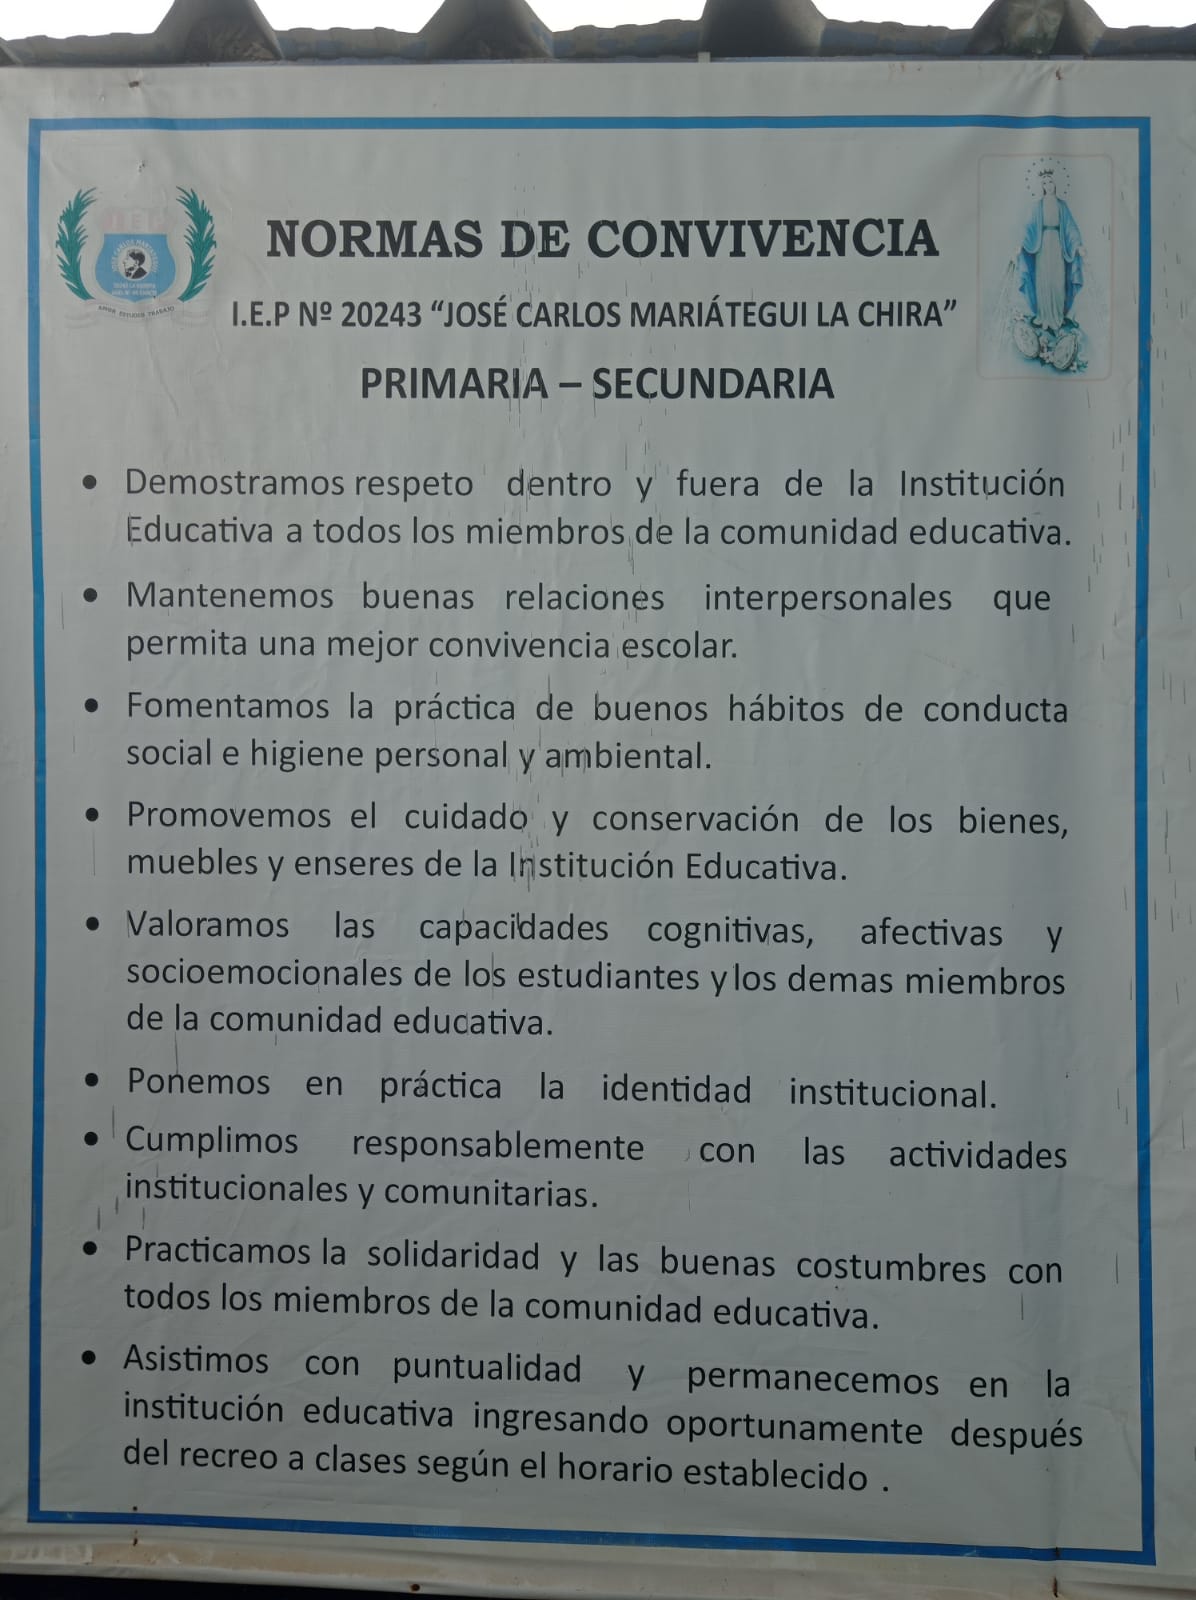 NORMAS DE CONVIVENCIA
I.E.P Nº 20243 “JOSÉ CARLOS MARIÁTEGUI LA CHIRA”
PRIMARIA – SECUNDARIA
• Demostramos respeto dentro y fuera de la Institución
Educativa a todos los miembros de la comunidad educativa.
• Mantenemos buenas relaciones interpersonales que
permita una mejor convivencia escolar.
• Fomentamos la práctica de buenos hábitos de conducta
social e higiene personal y ambiental.
• Promovemos el cuidado y conservación de los bienes,
muebles y enseres de la Institución Educativa.
• Valoramos las capacidades cognitivas, afectivas y
socioemocionales de los estudiantes y los demas miembros
de la comunidad educativa.
• Ponemos en práctica la identidad institucional.
• Cumplimos responsablemente con las actividades
institucionales y comunitarias.
• Practicamos la solidaridad y las buenas costumbres con
todos los miembros de la comunidad educativa.
• Asistimos con puntualidad y permanecemos en la
institución educativa ingresando oportunamente después
del recreo a clases según el horario establecido .